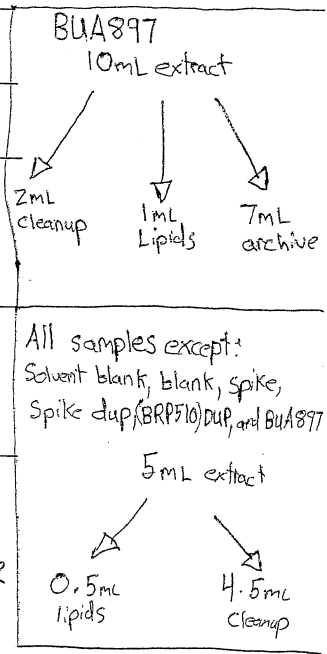 BUA897
10mL extract
2mL 1mL 7mL
cleanup Lipids archive
All samples except:
Solvent blank, blank, spike,
Spike dup, (BRP510) DUP, and BUA897
5mL extract
0.5mL 4.5mL
lipids cleanup